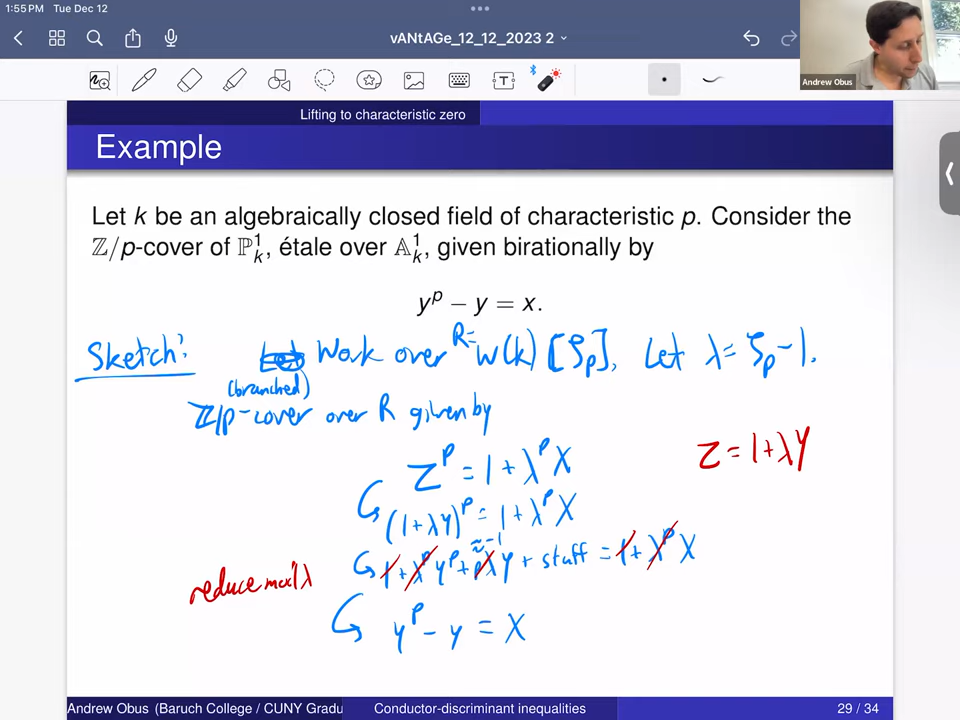 1:55 PM Tue Dec 12
vANtAGe_12_12_2023 2
Andrew Obus
Lifting to characteristic zero
Example
Let k be an algebraically closed field of characteristic p. Consider the
ℤ/p-cover of ℙ¹ₖ, étale over 𝔸¹ₖ, given birationally by
yᵖ − y = x.
Sketch: Work over R = W(k)[ζₚ], Let λ = ζₚ − 1.
(branched)
ℤ/p-cover over R given by
Zᵖ = 1 + λᵖX
Z = 1 + λY
(1 + λY)ᵖ = 1 + λᵖX
≈ −1
1 + λᵖYᵖ + pλY + stuff = 1 + λᵖX
reduce mod λ
yᵖ − y = X
Andrew Obus (Baruch College / CUNY Gradu
Conductor-discriminant inequalities
29 / 34